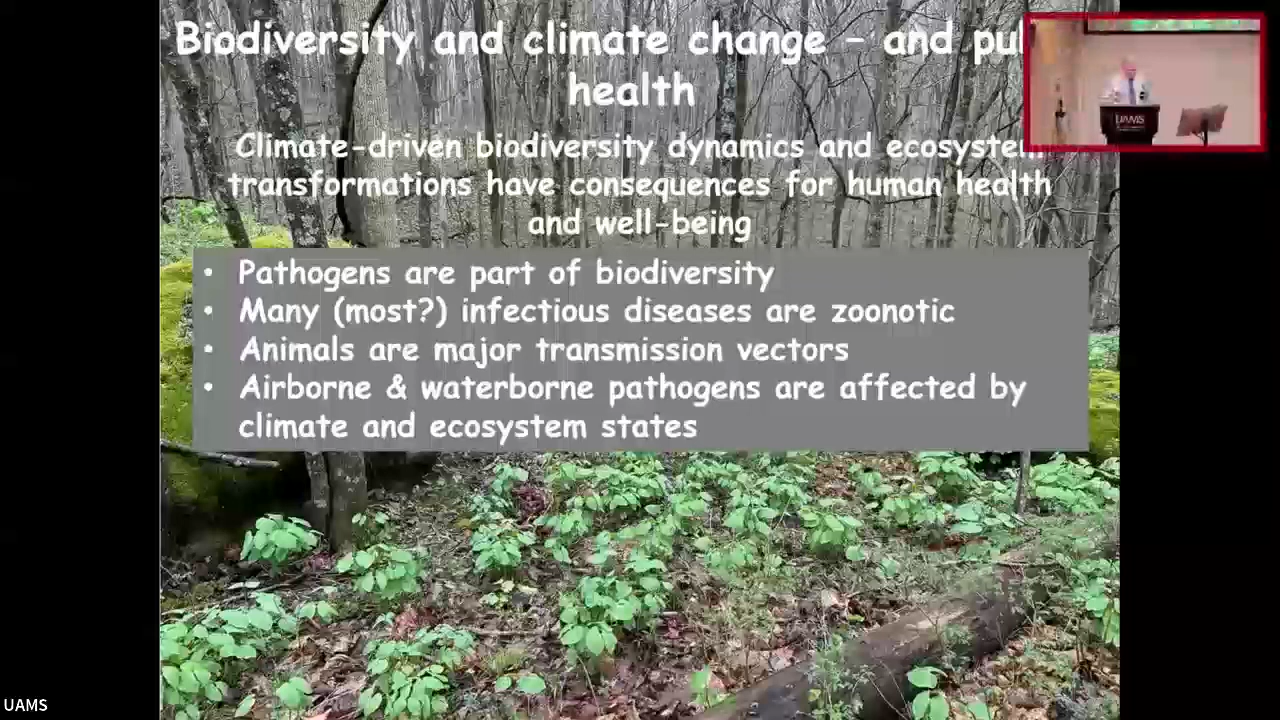 Biodiversity and climate change – and pul
health
Climate-driven biodiversity dynamics and ecosystem
transformations have consequences for human health
and well-being
• Pathogens are part of biodiversity
• Many (most?) infectious diseases are zoonotic
• Animals are major transmission vectors
• Airborne & waterborne pathogens are affected by
climate and ecosystem states
UAMS
UAMS